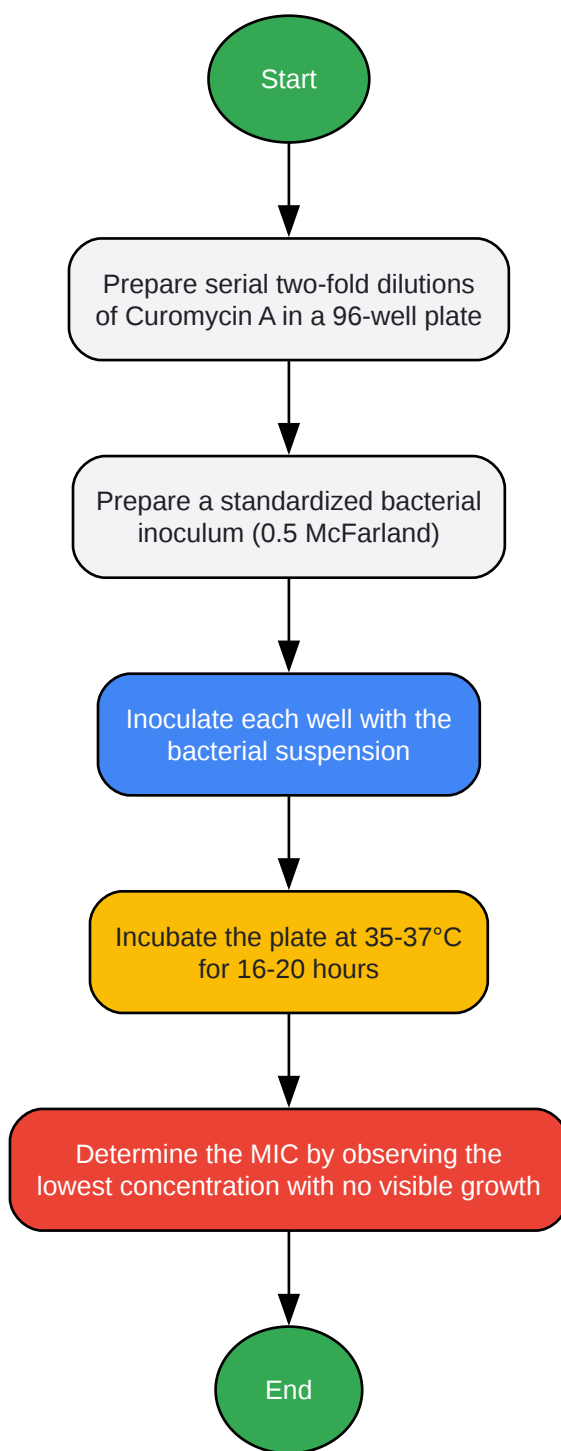 Start
Prepare serial two-fold dilutions
of Curomycin A in a 96-well plate
Prepare a standardized bacterial
inoculum (0.5 McFarland)
Inoculate each well with the
bacterial suspension
Incubate the plate at 35-37°C
for 16-20 hours
Determine the MIC by observing the
lowest concentration with no visible growth
End